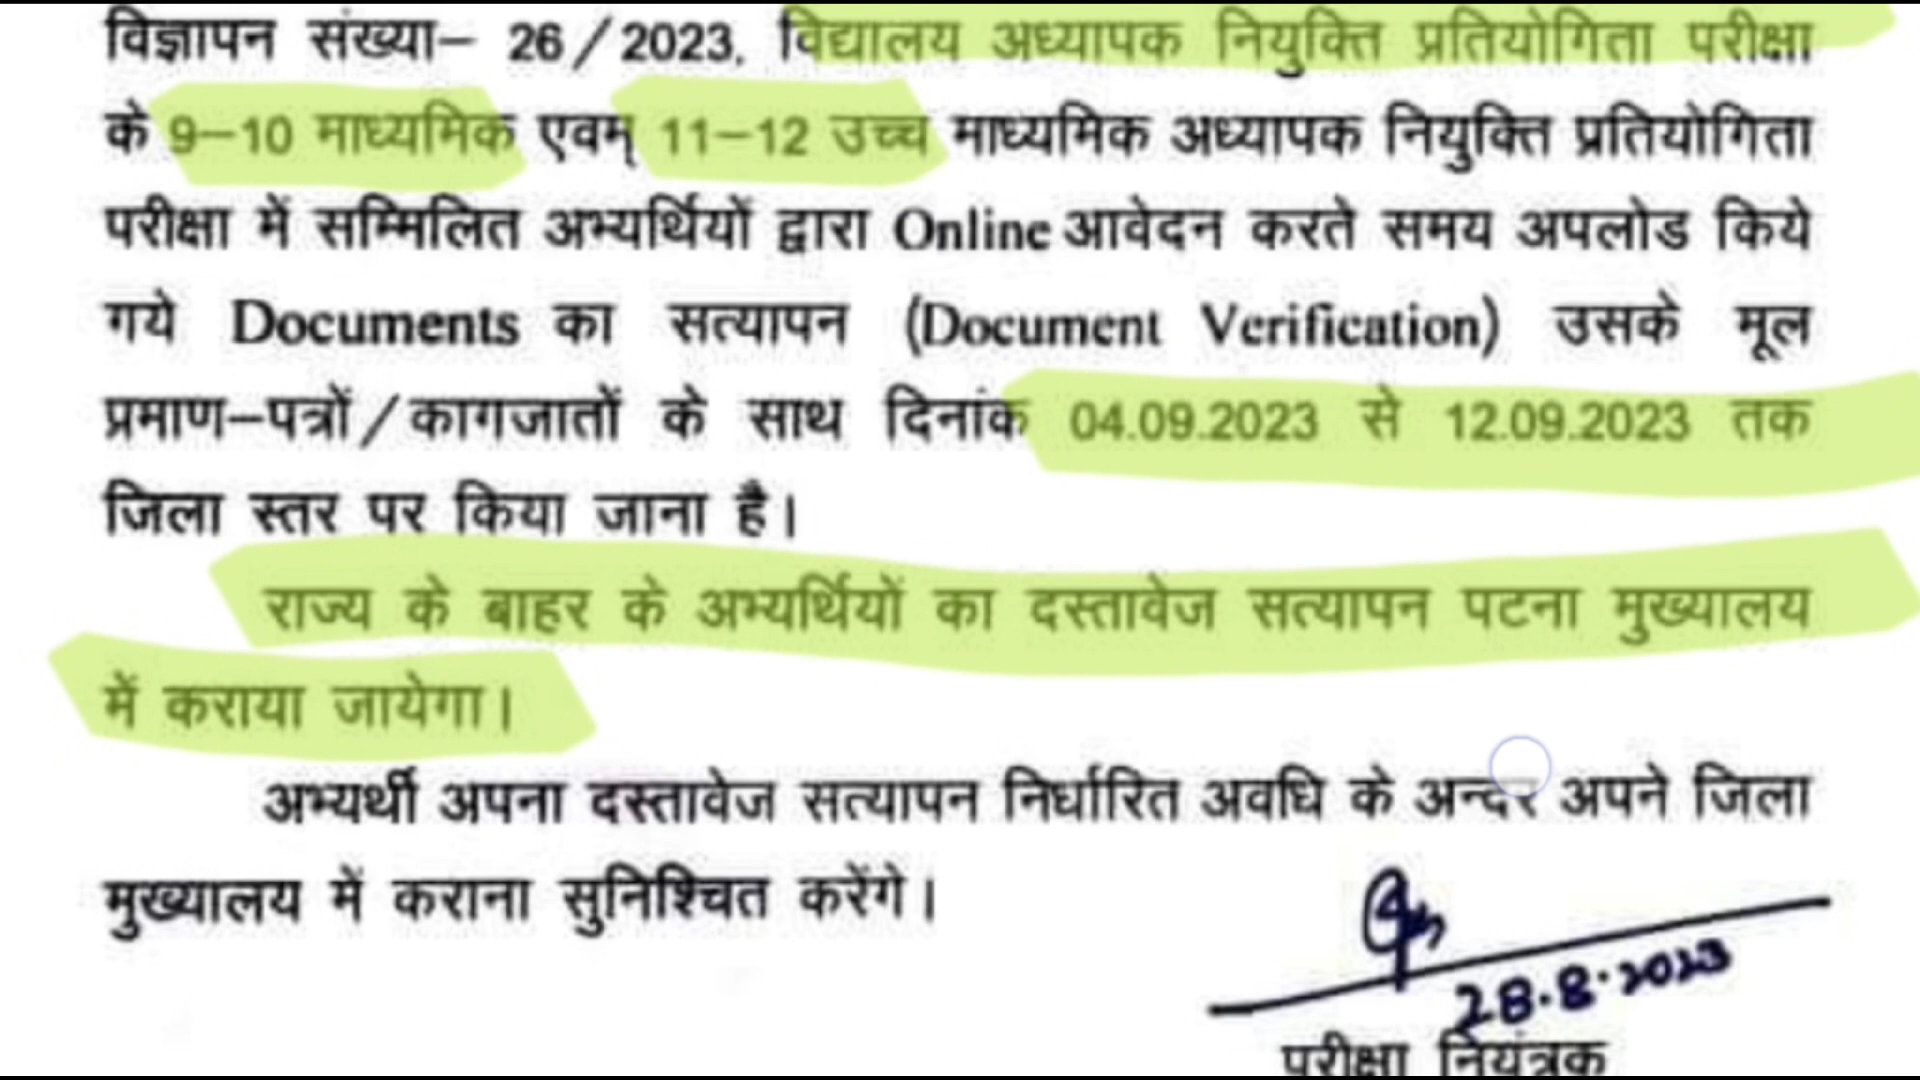 विज्ञापन संख्या– 26/2023, विद्यालय अध्यापक नियुक्ति प्रतियोगिता परीक्षा
के 9–10 माध्यमिक एवम् 11–12 उच्च माध्यमिक अध्यापक नियुक्ति प्रतियोगिता
परीक्षा में सम्मिलित अभ्यर्थियों द्वारा Online आवेदन करते समय अपलोड किये
गये Documents का सत्यापन (Document Verification) उसके मूल
प्रमाण–पत्रों/कागजातों के साथ दिनांक 04.09.2023 से 12.09.2023 तक
जिला स्तर पर किया जाना है।
राज्य के बाहर के अभ्यर्थियों का दस्तावेज सत्यापन पटना मुख्यालय
में कराया जायेगा।
अभ्यर्थी अपना दस्तावेज सत्यापन निर्धारित अवधि के अन्दर अपने जिला
मुख्यालय में कराना सुनिश्चित करेंगे।
28.8.2023
परीक्षा नियंत्रक